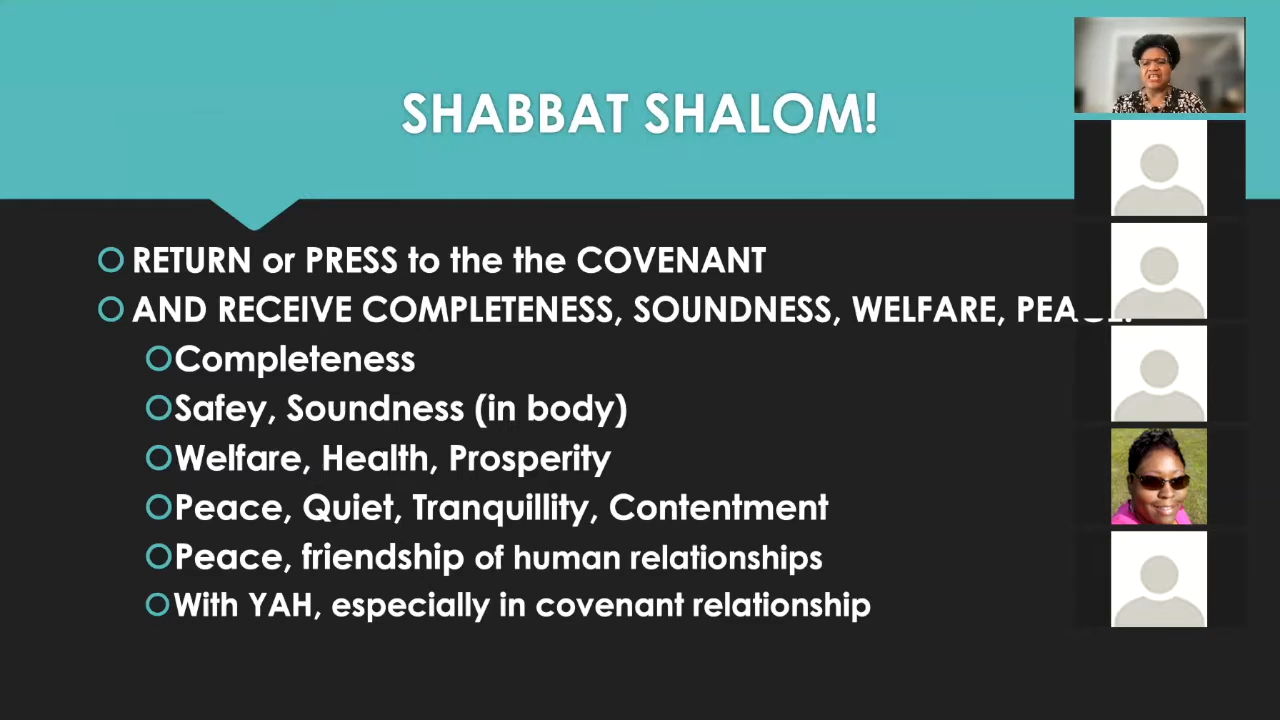 SHABBAT SHALOM!
RETURN or PRESS to the the COVENANT
AND RECEIVE COMPLETENESS, SOUNDNESS, WELFARE, PEACE.
Completeness
Safey, Soundness (in body)
Welfare, Health, Prosperity
Peace, Quiet, Tranquillity, Contentment
Peace, friendship of human relationships
With YAH, especially in covenant relationship